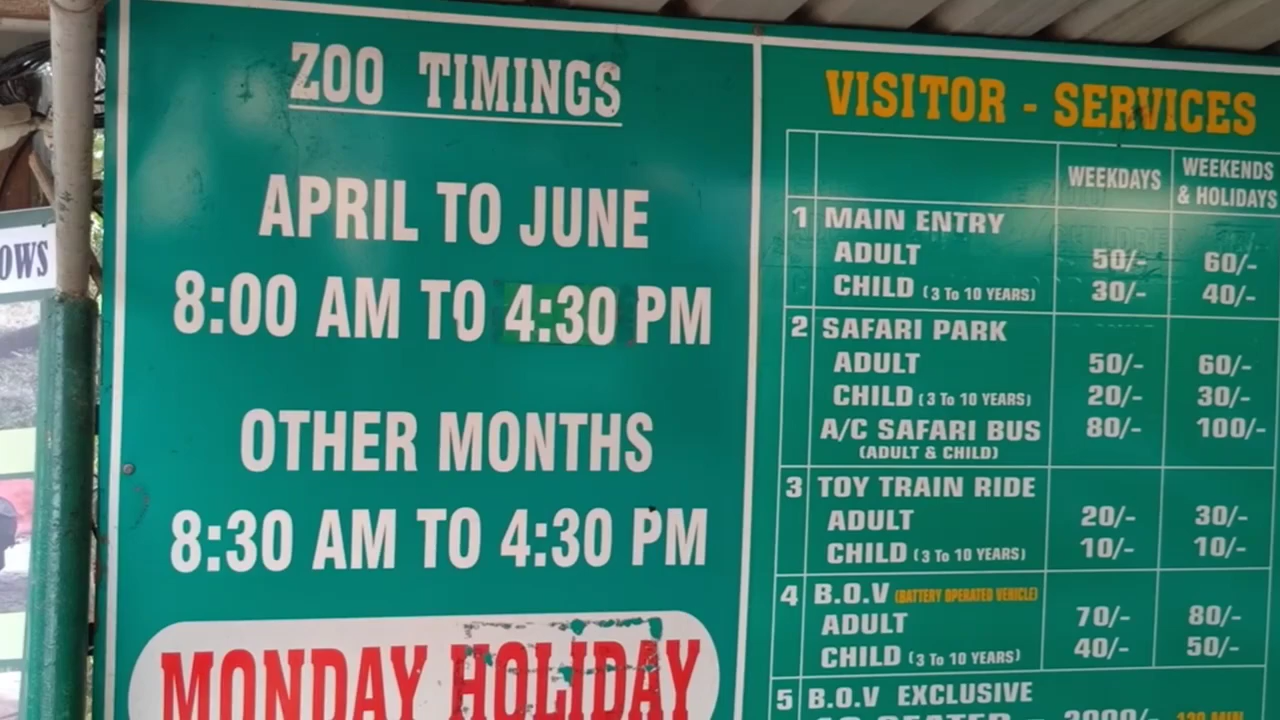 OWS
ZOO TIMINGS
APRIL TO JUNE
8:00 AM TO 4:30 PM
OTHER MONTHS
8:30 AM TO 4:30 PM
MONDAY HOLIDAY
VISITOR - SERVICES
WEEKDAYS WEEKENDS & HOLIDAYS
1 MAIN ENTRY
ADULT 50/- 60/-
CHILD (3 To 10 YEARS) 30/- 40/-
2 SAFARI PARK
ADULT 50/- 60/-
CHILD (3 To 10 YEARS) 20/- 30/-
A/C SAFARI BUS 80/- 100/-
(ADULT & CHILD)
3 TOY TRAIN RIDE
ADULT 20/- 30/-
CHILD (3 To 10 YEARS) 10/- 10/-
4 B.O.V (BATTERY OPERATED VEHICLE)
ADULT 70/- 80/-
CHILD (3 To 10 YEARS) 40/- 50/-
5 B.O.V EXCLUSIVE